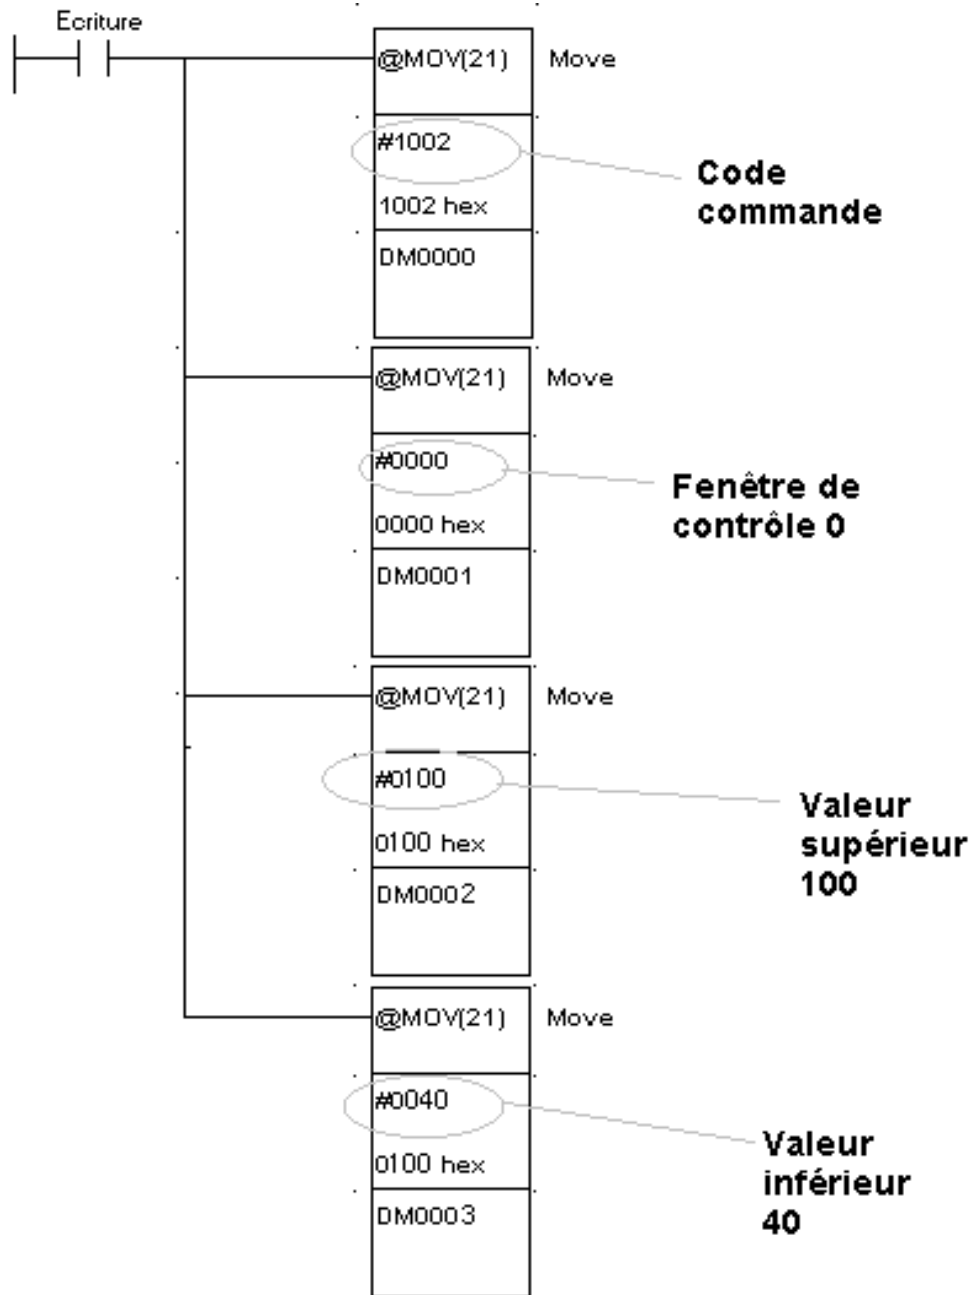 Ecriture
@MOV(21) Move
#1002
Code
commande
1002 hex
DM0000
@MOV(21) Move
#0000
Fenêtre de
contrôle 0
0000 hex
DM0001
@MOV(21) Move
#0100
Valeur
supérieur
100
0100 hex
DM0002
@MOV(21) Move
#0040
Valeur
inférieur
40
0100 hex
DM0003